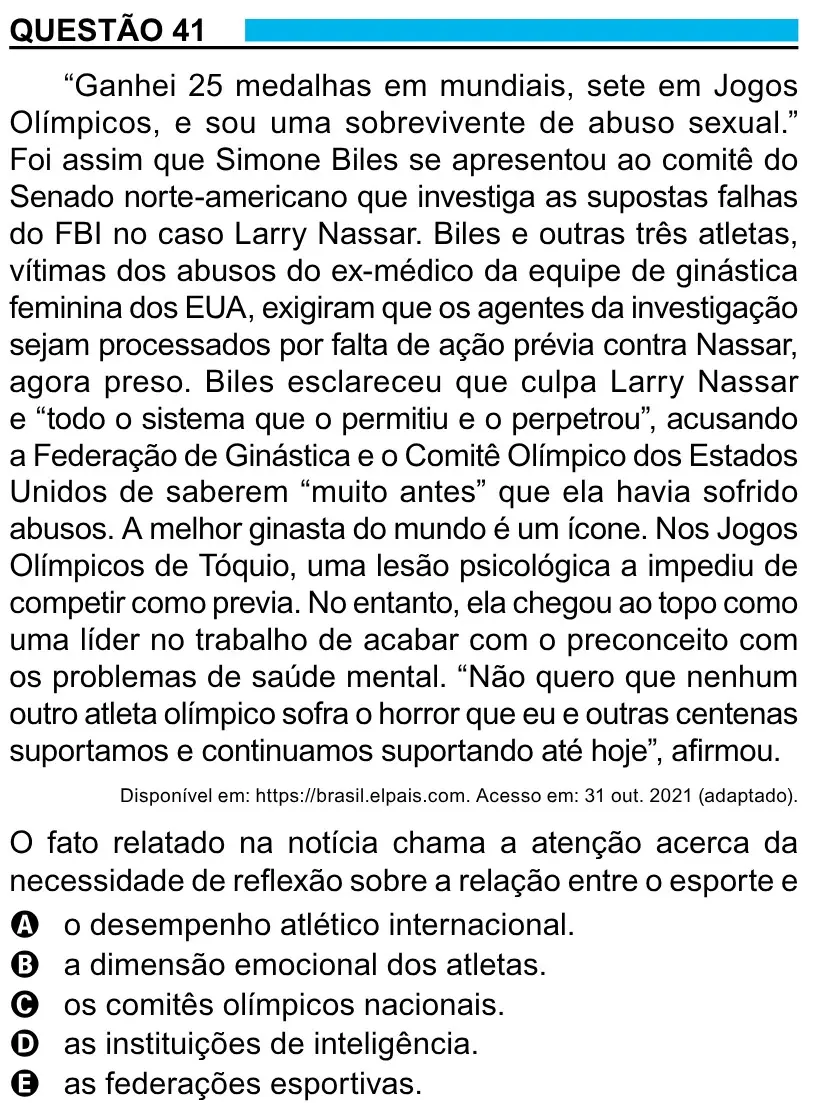 QUESTÃO 41
“Ganhei 25 medalhas em mundiais, sete em Jogos
Olímpicos, e sou uma sobrevivente de abuso sexual.”
Foi assim que Simone Biles se apresentou ao comitê do
Senado norte-americano que investiga as supostas falhas
do FBI no caso Larry Nassar. Biles e outras três atletas,
vítimas dos abusos do ex-médico da equipe de ginástica
feminina dos EUA, exigiram que os agentes da investigação
sejam processados por falta de ação prévia contra Nassar,
agora preso. Biles esclareceu que culpa Larry Nassar
e “todo o sistema que o permitiu e o perpetrou”, acusando
a Federação de Ginástica e o Comitê Olímpico dos Estados
Unidos de saberem “muito antes” que ela havia sofrido
abusos. A melhor ginasta do mundo é um ícone. Nos Jogos
Olímpicos de Tóquio, uma lesão psicológica a impediu de
competir como previa. No entanto, ela chegou ao topo como
uma líder no trabalho de acabar com o preconceito com
os problemas de saúde mental. “Não quero que nenhum
outro atleta olímpico sofra o horror que eu e outras centenas
suportamos e continuamos suportando até hoje”, afirmou.
Disponível em: https://brasil.elpais.com. Acesso em: 31 out. 2021 (adaptado).
O fato relatado na notícia chama a atenção acerca da
necessidade de reflexão sobre a relação entre o esporte e
A o desempenho atlético internacional.
B a dimensão emocional dos atletas.
C os comitês olímpicos nacionais.
D as instituições de inteligência.
E as federações esportivas.